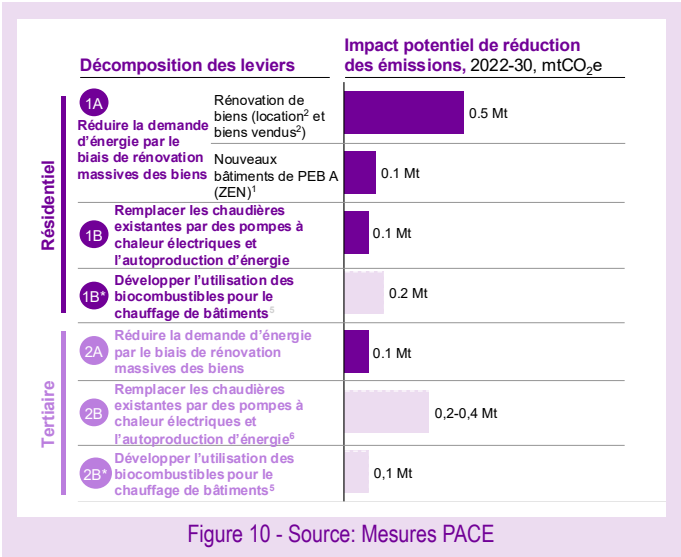 Décomposition des leviers
Impact potentiel de réduction
des émissions, 2022-30, mtCO₂e
Résidentiel
1A
Réduire la demande
d'énergie par le
biais de rénovation
massives des biens
Rénovation de
biens (location² et
biens vendus²)
0.5 Mt
Nouveaux
bâtiments de PEB A
(ZEN)¹
0.1 Mt
1B
Remplacer les chaudières
existantes par des pompes à
chaleur électriques et
l'autoproduction d'énergie
0.1 Mt
1B*
Développer l'utilisation des
biocombustibles pour le
chauffage de bâtiments⁵
0.2 Mt
Tertiaire
2A
Réduire la demande d'énergie
par le biais de rénovation
massives des biens
0.1 Mt
2B
Remplacer les chaudières
existantes par des pompes à
chaleur électriques et
l'autoproduction d'énergie⁶
0,2-0,4 Mt
2B*
Développer l'utilisation des
biocombustibles pour le
chauffage de bâtiments⁵
0,1 Mt
Figure 10 - Source: Mesures PACE